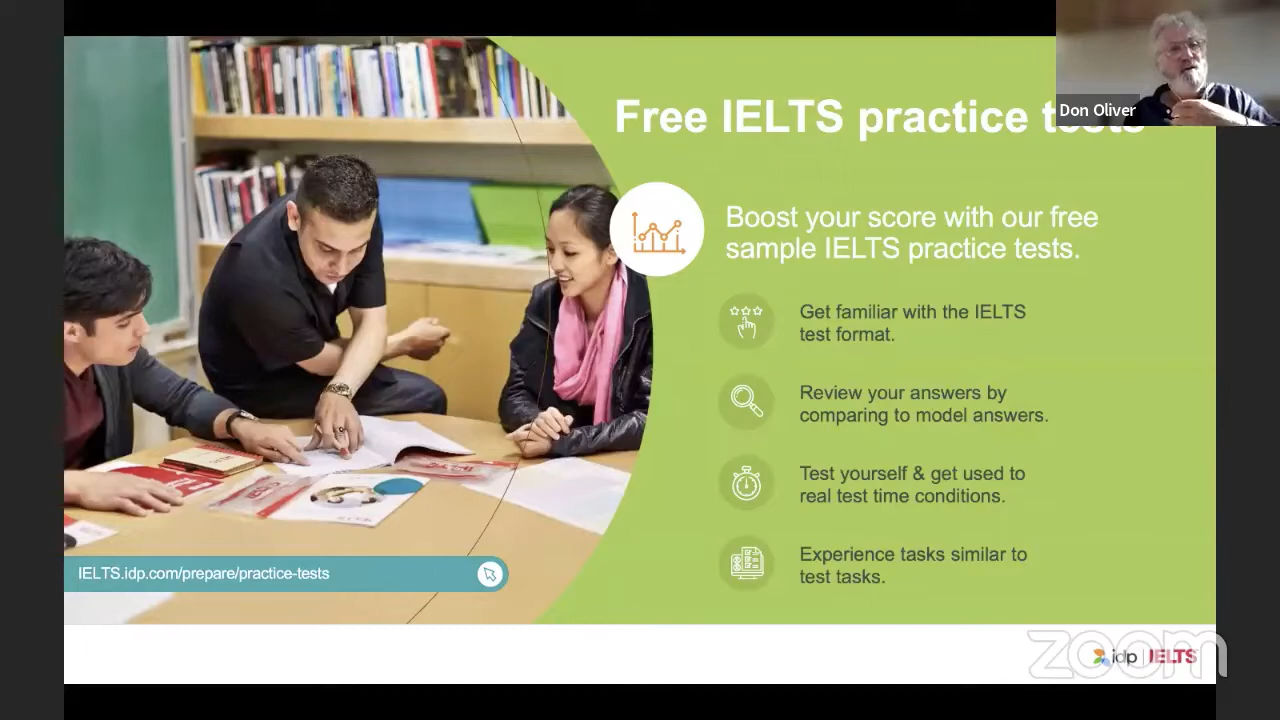 Don Oliver
Free IELTS practice tests
Boost your score with our free
sample IELTS practice tests.
Get familiar with the IELTS
test format.
Review your answers by
comparing to model answers.
Test yourself & get used to
real test time conditions.
Experience tasks similar to
test tasks.
IELTS.idp.com/prepare/practice-tests
zoom
idp IELTS